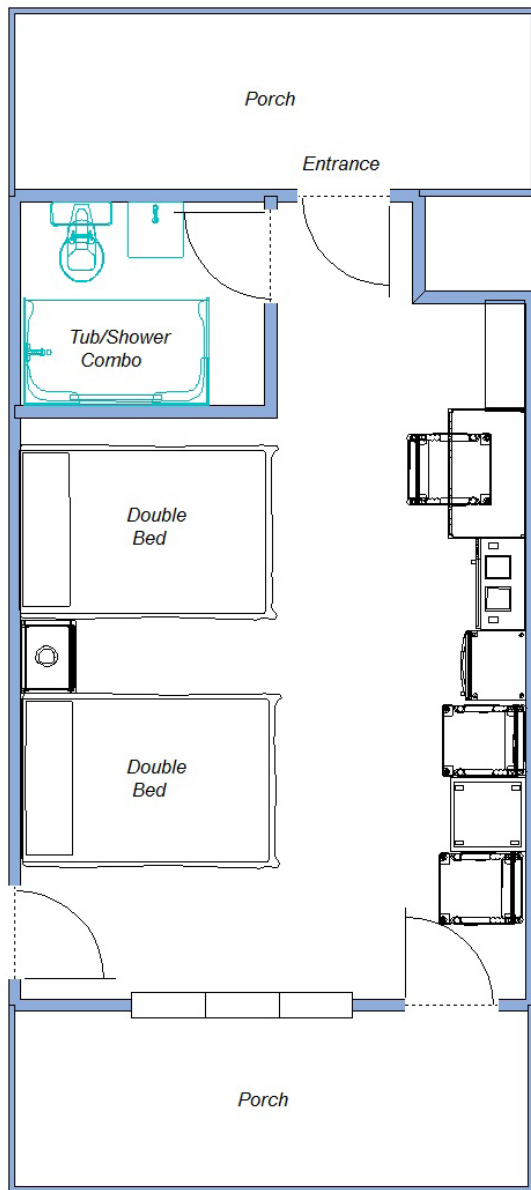 Porch
Entrance
Tub/Shower
Combo
Double
Bed
Double
Bed
Porch